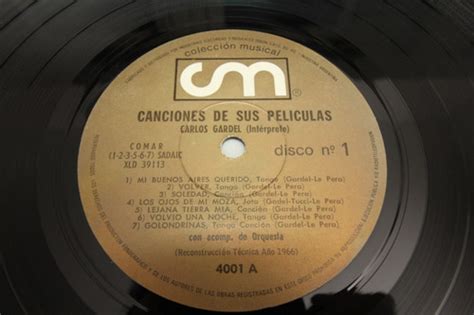 colección musical
cm
CANCIONES DE SUS PELICULAS
CARLOS GARDEL (Intérprete)
COMAR
(1-2-3-5-6-7) SADAIC
XLD 39113
disco nº 1
1) MI BUENOS AIRES QUERIDO, Tango (Gardel-Le Pera)
2) VOLVER, Tango (Gardel-Le Pera)
3) SOLEDAD, Canción (Gardel-Le Pera)
4) LOS OJOS DE MI MOZA, Jota (Gardel-Tucci-Le Pera)
5) LEJANA TIERRA MIA, Canción (Gardel-Le Pera)
6) VOLVIO UNA NOCHE, Tango (Gardel-Le Pera)
7) GOLONDRINAS, Tango Canción (Gardel-Le Pera)
con acomp. de Orquesta
(Reconstrucción Técnica Año 1966)
4001 A